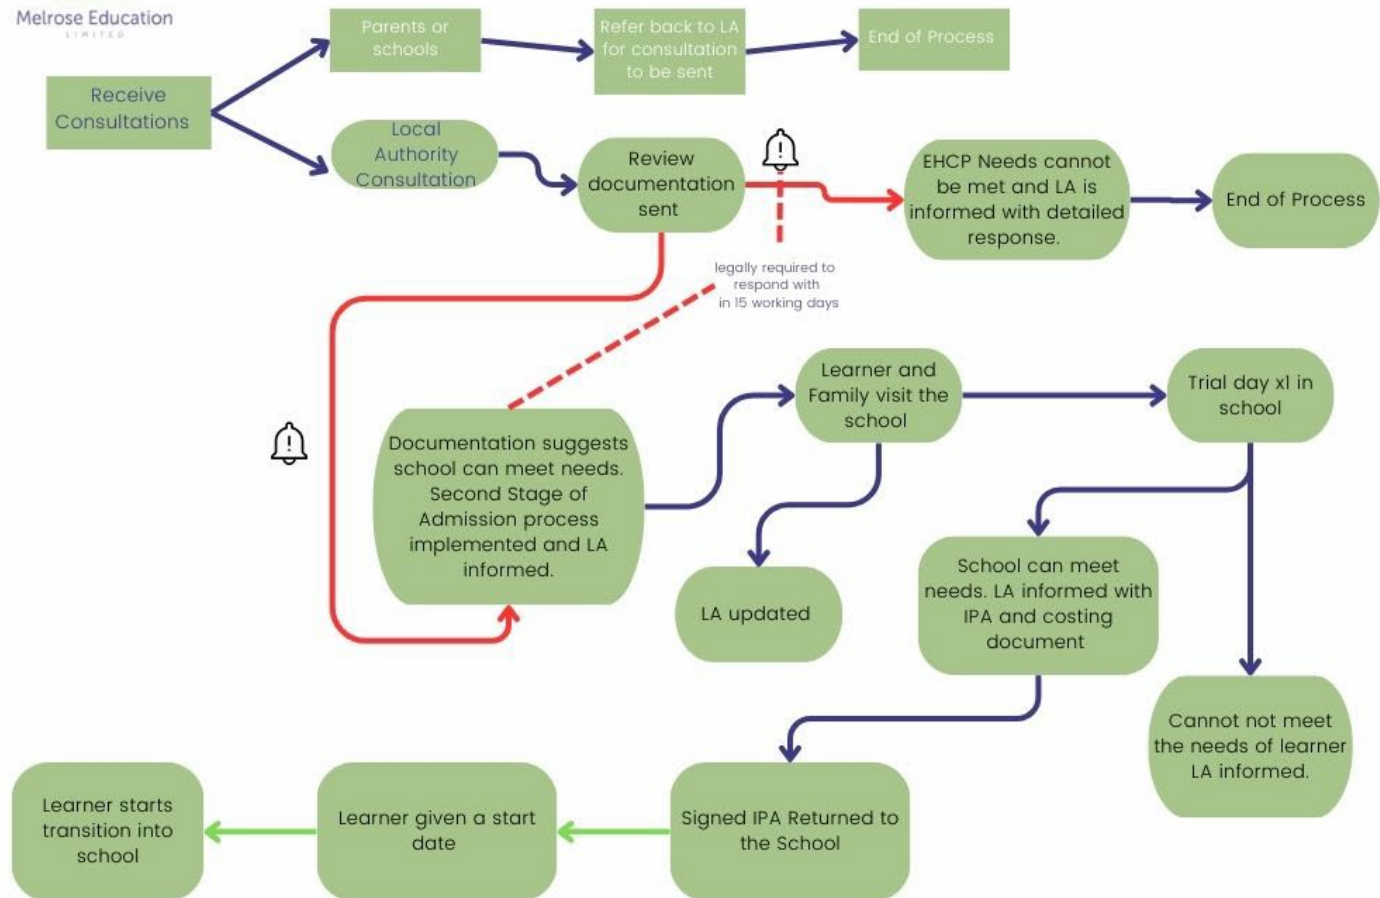 Melrose Education
LIMITED
Parents or
schools
Refer back to LA
for consultation
to be sent
End of Process
Receive
Consultations
Local
Authority
Consultation
Review
documentation
sent
EHCP Needs cannot
be met and LA is
informed with detailed
response.
End of Process
legally required to
respond with
in 15 working days
Learner and
Family visit the
school
Trial day x1 in
school
Documentation suggests
school can meet needs.
Second Stage of
Admission process
implemented and LA
informed.
LA updated
School can meet
needs. LA informed with
IPA and costing
document
Cannot not meet
the needs of learner
LA informed.
Learner starts
transition into
school
Learner given a start
date
Signed IPA Returned to
the School